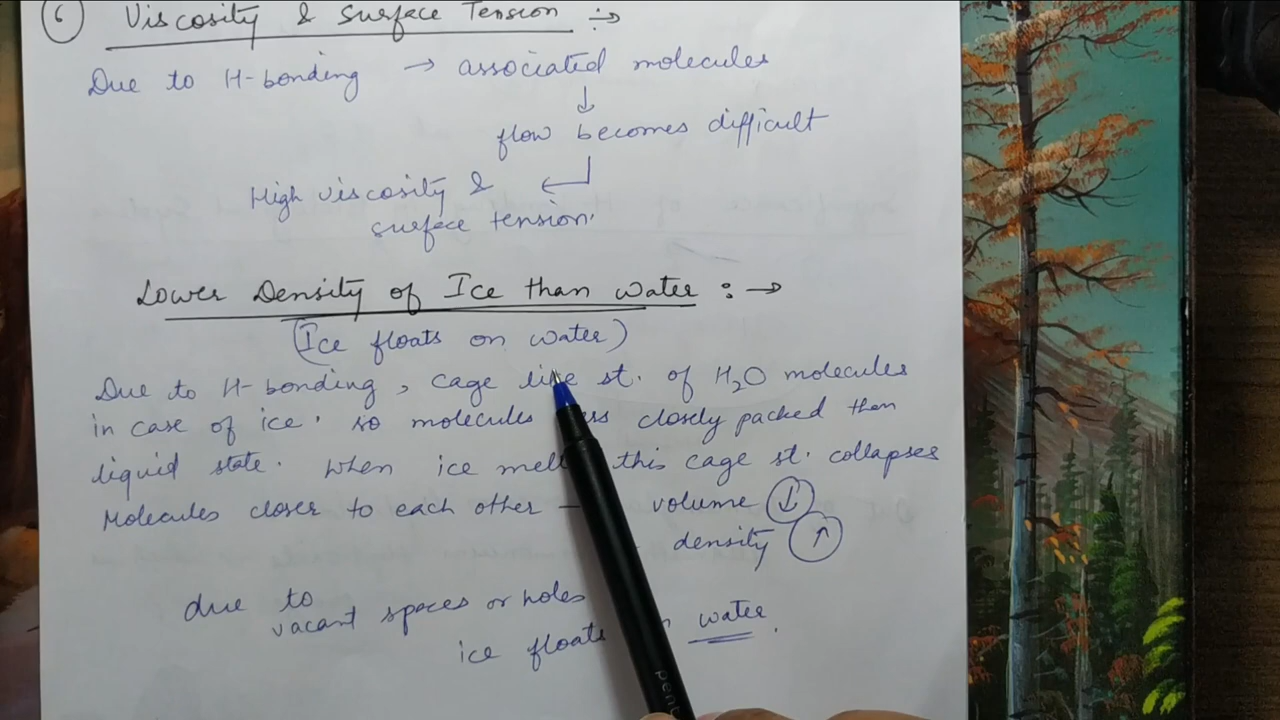 6 Viscosity & Surface Tension :→
Due to H-bonding → associated molecules
↓
flow becomes difficult
High viscosity & ←
surface tension.
Lower Density of Ice than water :→
(Ice floats on water)
Due to H-bonding, cage like st. of H₂O molecules
in case of ice. so molecules closely packed than
liquid state. When ice this cage st. collapses
Molecules closer to each other — volume ↓
density ↑
due to
vacant spaces or holes
ice floats water.
pent